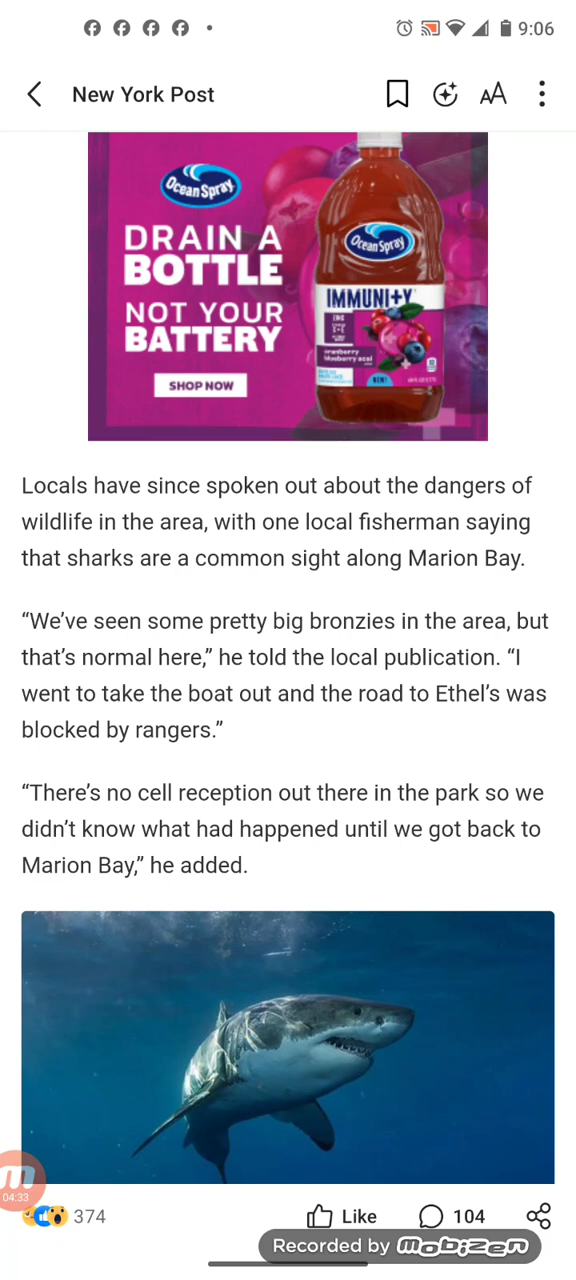 9:06
New York Post
AA
Ocean Spray
DRAIN A
BOTTLE
NOT YOUR
BATTERY
SHOP NOW
Ocean Spray
IMMUNI+Y
cranberry
blueberry acai
NEW!
Locals have since spoken out about the dangers of
wildlife in the area, with one local fisherman saying
that sharks are a common sight along Marion Bay.
“We’ve seen some pretty big bronzies in the area, but
that’s normal here,” he told the local publication. “I
went to take the boat out and the road to Ethel’s was
blocked by rangers.”
“There’s no cell reception out there in the park so we
didn’t know what had happened until we got back to
Marion Bay,” he added.
04:33
374
Like
104
Recorded by mobizen